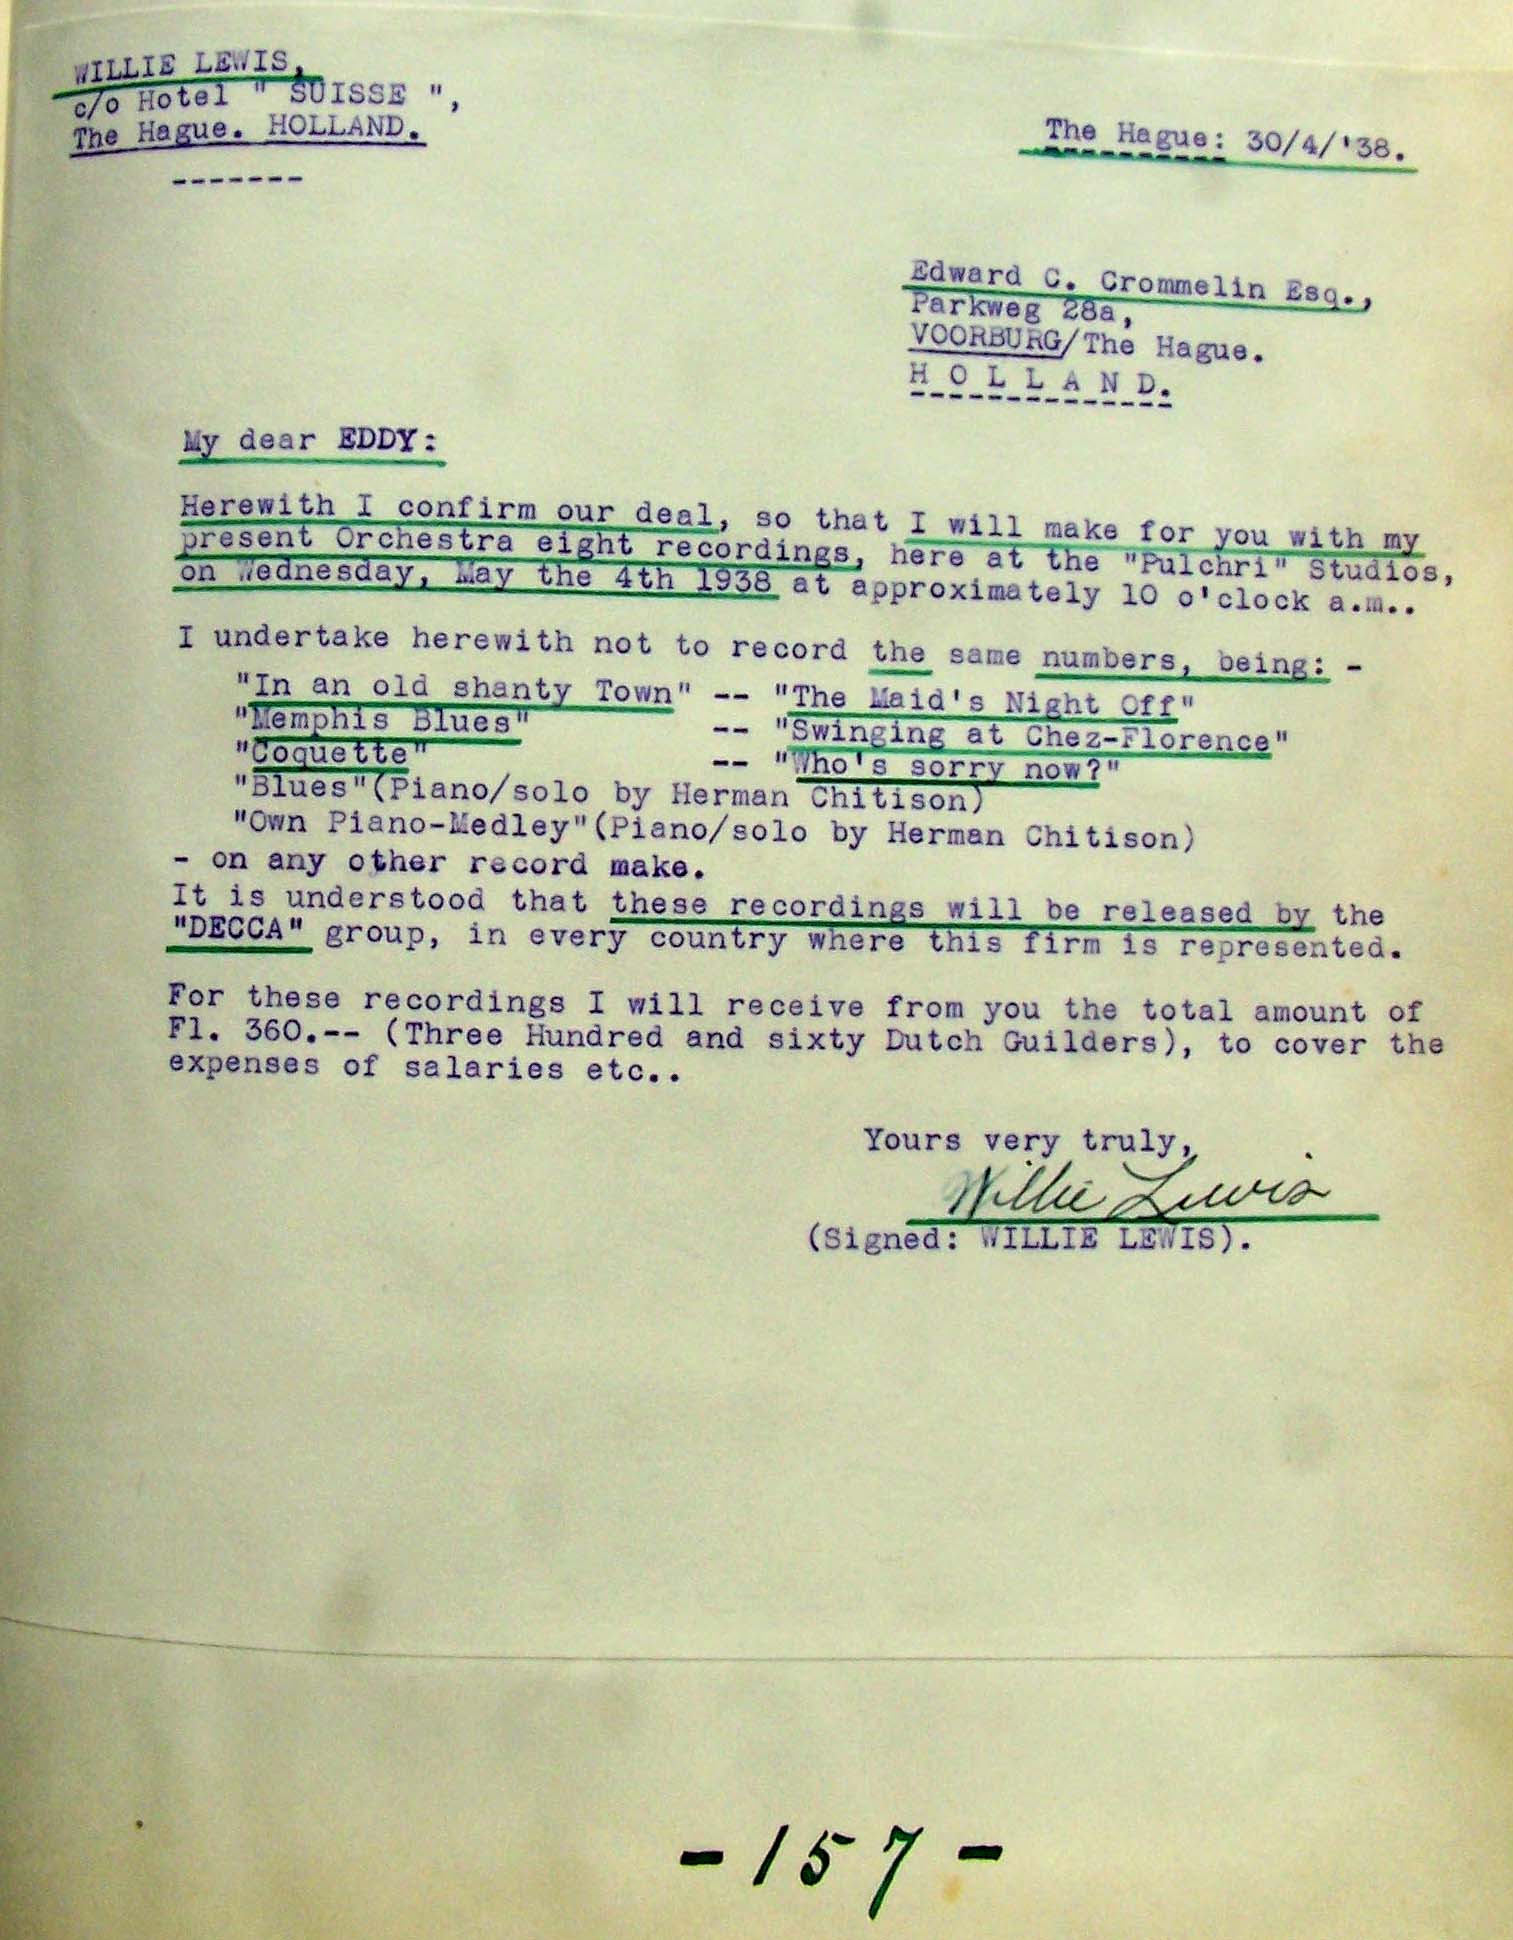 WILLIE LEWIS,
c/o Hotel " SUISSE ",
The Hague. HOLLAND.
-------
The Hague: 30/4/'38.
Edward C. Crommelin Esq.,
Parkweg 28a,
VOORBURG/The Hague.
H O L L A N D.
My dear EDDY:
Herewith I confirm our deal, so that I will make for you with my
present Orchestra eight recordings, here at the "Pulchri" Studios,
on Wednesday, May the 4th 1938 at approximately 10 o'clock a.m..
I undertake herewith not to record the same numbers, being: -
"In an old shanty Town" -- "The Maid's Night Off"
"Memphis Blues" -- "Swinging at Chez-Florence"
"Coquette" -- "Who's sorry now?"
"Blues"(Piano/solo by Herman Chitison)
"Own Piano-Medley"(Piano/solo by Herman Chitison)
- on any other record make.
It is understood that these recordings will be released by the
"DECCA" group, in every country where this firm is represented.
For these recordings I will receive from you the total amount of
Fl. 360.-- (Three Hundred and sixty Dutch Guilders), to cover the
expenses of salaries etc..
Yours very truly,
Willie Lewis
(Signed: WILLIE LEWIS).
- 157 -